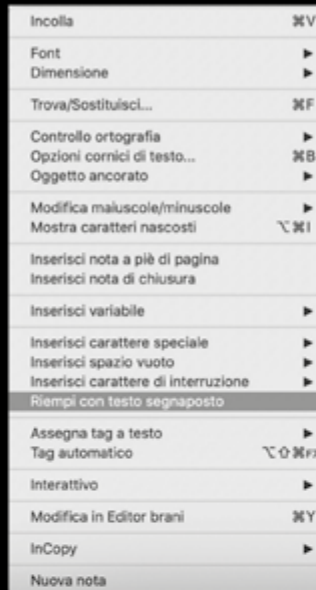 Incolla ⌘V
Font ▶
Dimensione ▶
Trova/Sostituisci... ⌘F
Controllo ortografia ▶
Opzioni cornici di testo... ⌘B
Oggetto ancorato ▶
Modifica maiuscole/minuscole ▶
Mostra caratteri nascosti ⌥⌘I
Inserisci nota a piè di pagina
Inserisci nota di chiusura
Inserisci variabile ▶
Inserisci carattere speciale ▶
Inserisci spazio vuoto ▶
Inserisci carattere di interruzione ▶
Riempi con testo segnaposto
Assegna tag a testo ▶
Tag automatico ⌥⇧⌘
Interattivo ▶
Modifica in Editor brani ⌘Y
InCopy ▶
Nuova nota